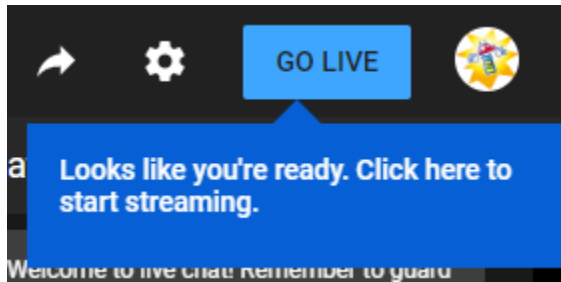 GO LIVE
a
Looks like you're ready. Click here to
start streaming.
Welcome to live chat! Remember to guard